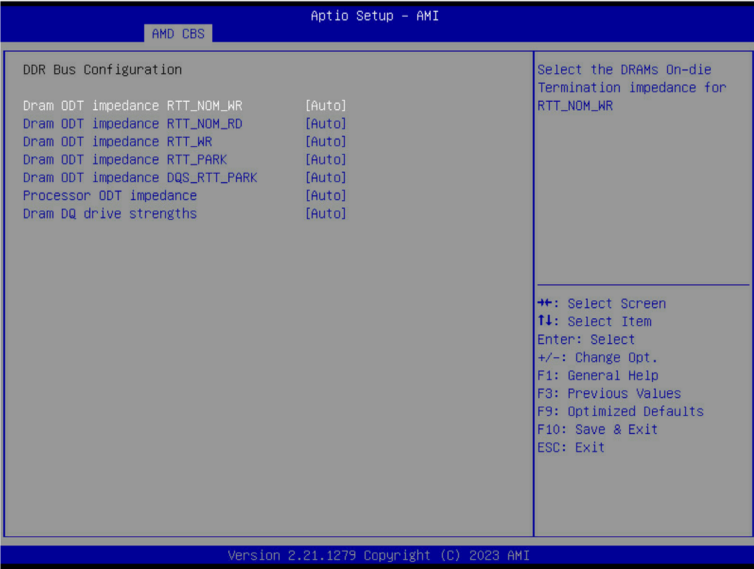 Aptio Setup – AMI
AMD CBS
DDR Bus Configuration
Dram ODT impedance RTT_NOM_WR [Auto]
Dram ODT impedance RTT_NOM_RD [Auto]
Dram ODT impedance RTT_WR [Auto]
Dram ODT impedance RTT_PARK [Auto]
Dram ODT impedance DQS_RTT_PARK [Auto]
Processor ODT impedance [Auto]
Dram DQ drive strengths [Auto]
Select the DRAMs On–die
Termination impedance for
RTT_NOM_WR
→←: Select Screen
↑↓: Select Item
Enter: Select
+/–: Change Opt.
F1: General Help
F3: Previous Values
F9: Optimized Defaults
F10: Save & Exit
ESC: Exit
Version 2.21.1279 Copyright (C) 2023 AMI